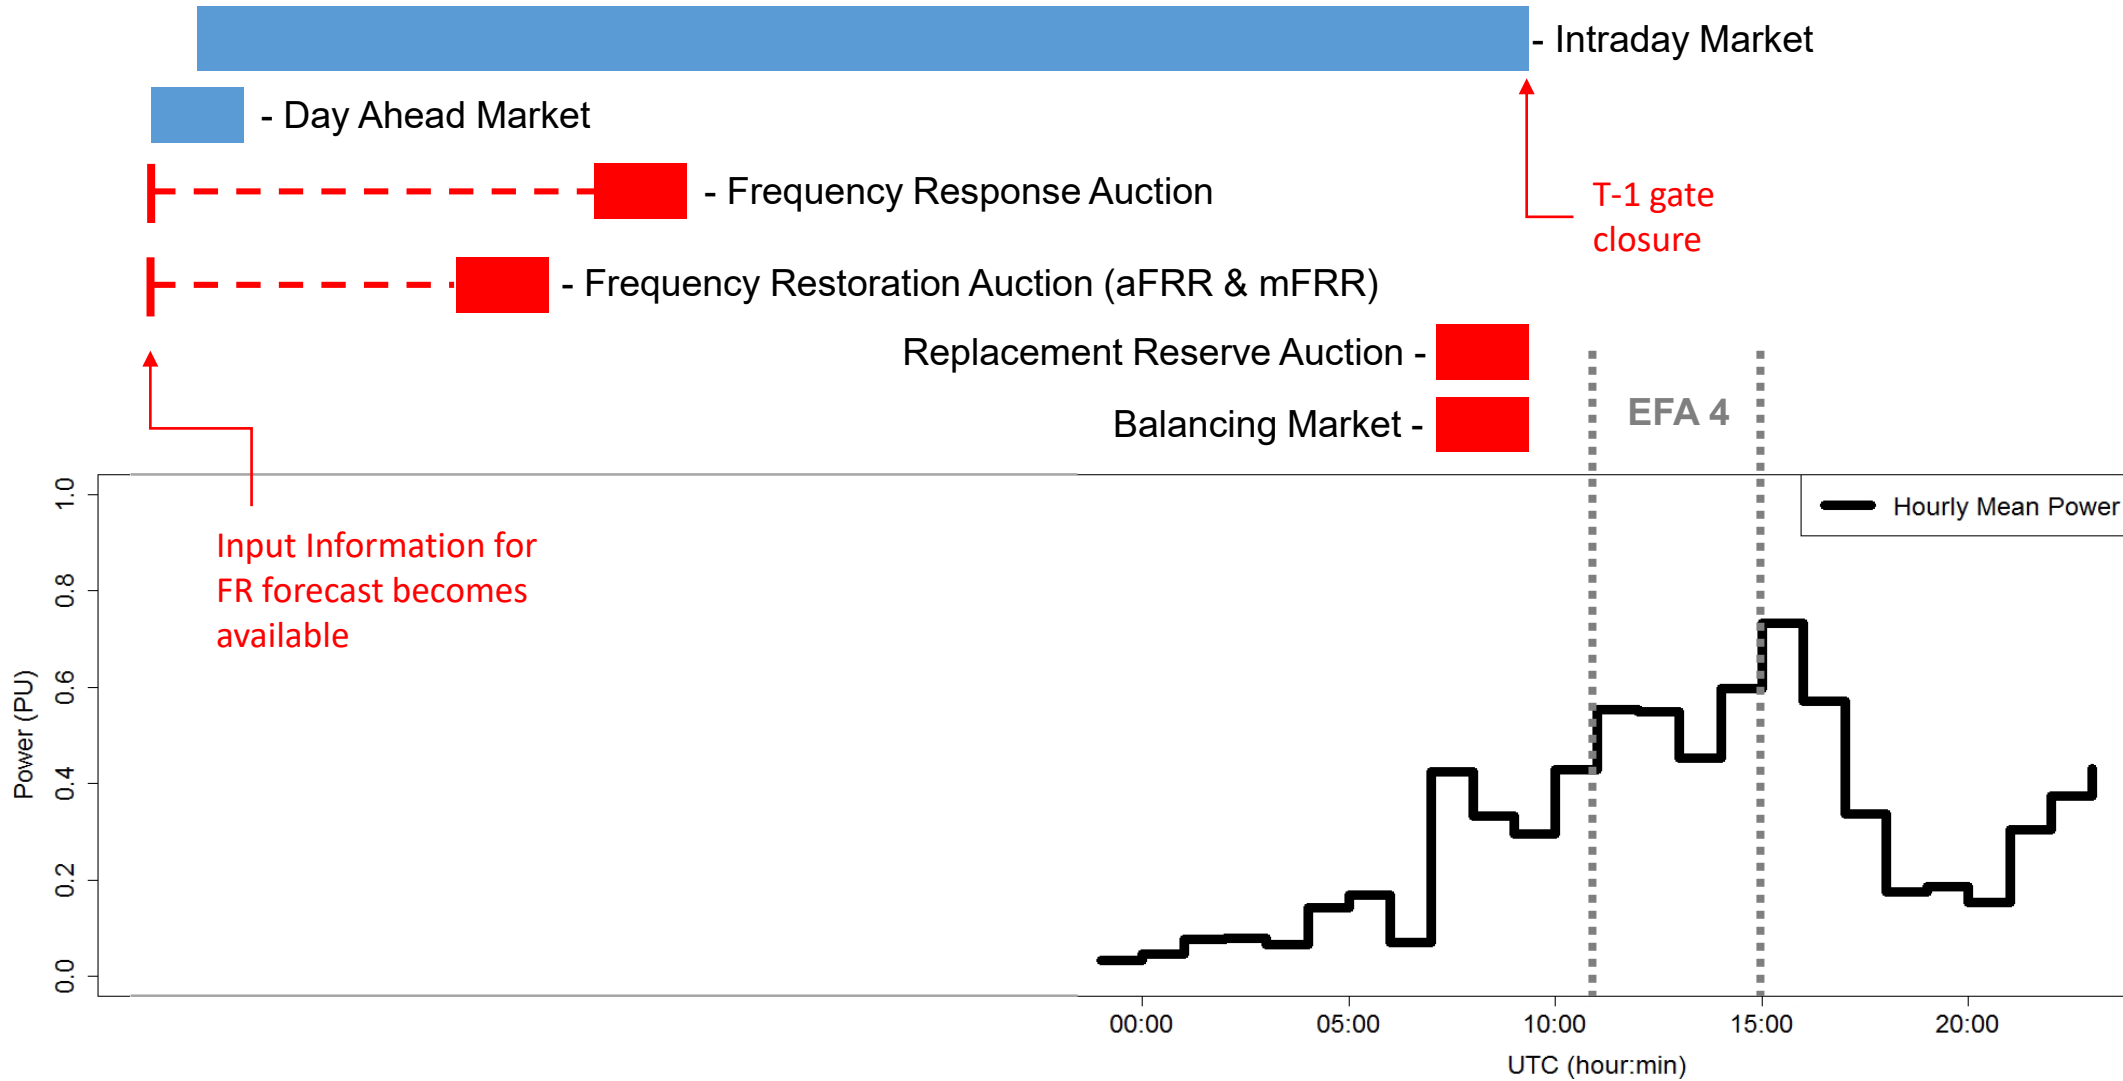 - Intraday Market
- Day Ahead Market
- Frequency Response Auction
T-1 gate
closure
- Frequency Restoration Auction (aFRR & mFRR)
Replacement Reserve Auction -
Balancing Market -
EFA 4
Hourly Mean Power
Input Information for
FR forecast becomes
available
Power (PU)
1.0
0.8
0.6
0.4
0.2
0.0
00:00 05:00 10:00 15:00 20:00
UTC (hour:min)